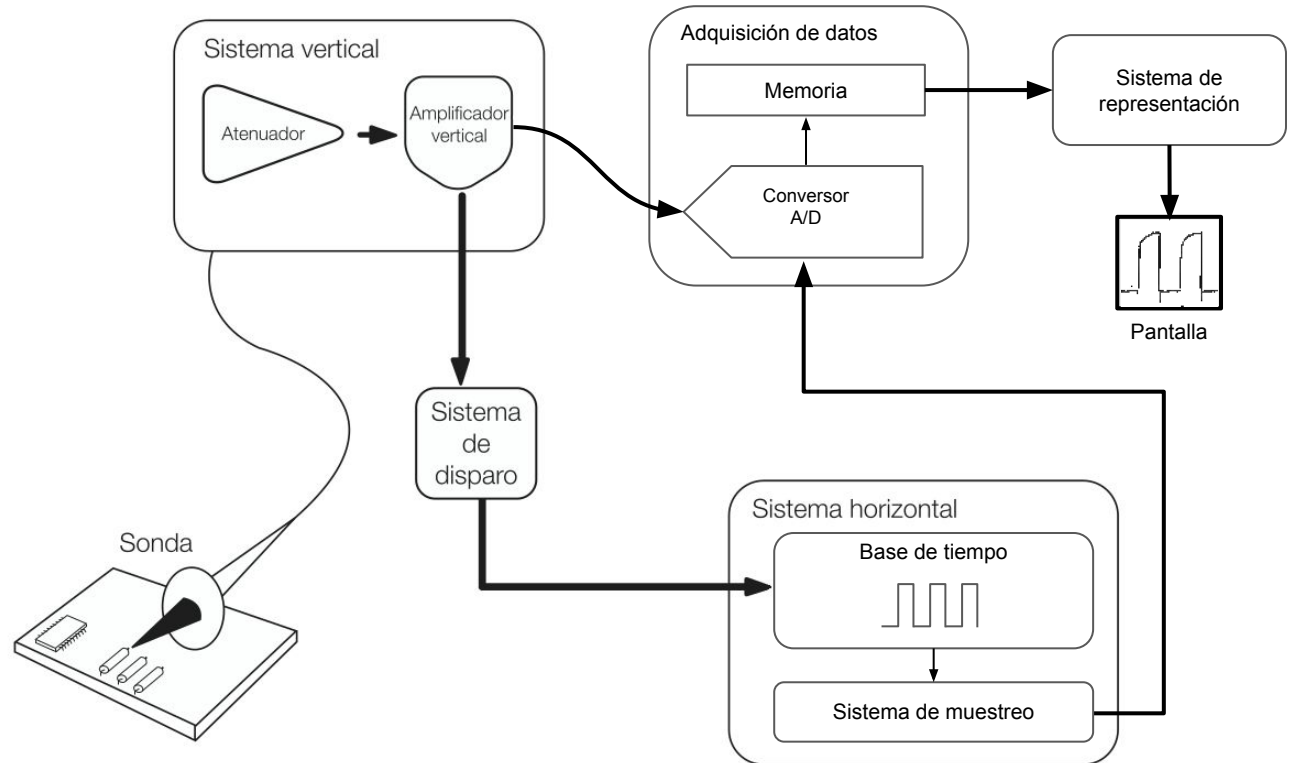 Sistema vertical
Atenuador
Amplificador
vertical
Adquisición de datos
Memoria
Conversor
A/D
Sistema de
representación
Pantalla
Sistema
de
disparo
Sonda
Sistema horizontal
Base de tiempo
Sistema de muestreo